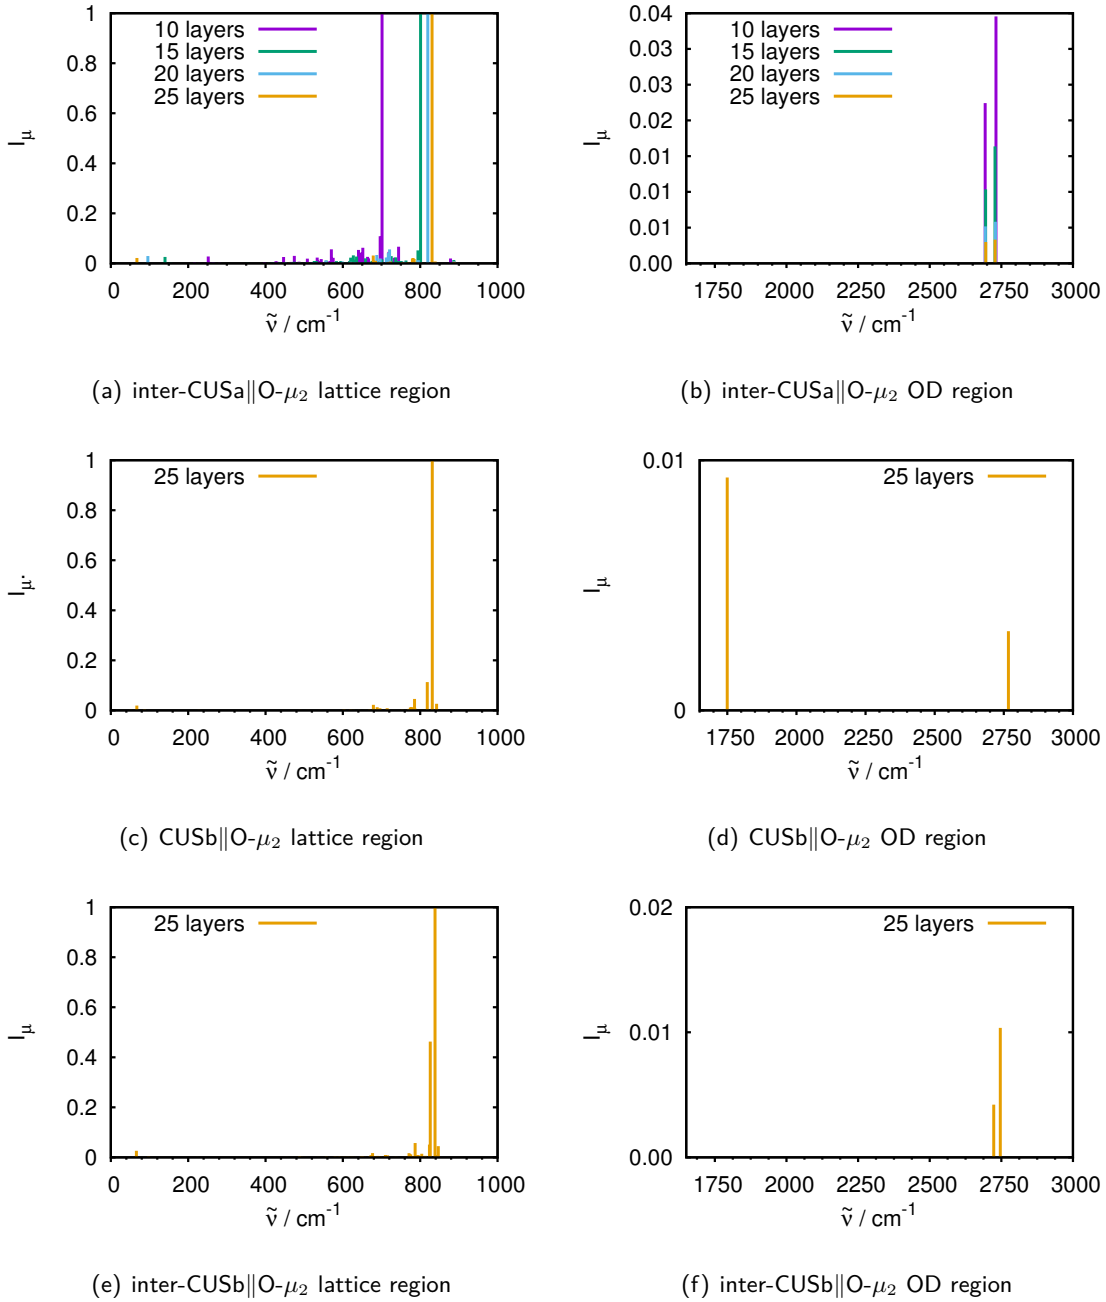 10 layers
15 layers
20 layers
25 layers
1
0.8
0.6
0.4
0.2
0
I_μ
0 200 400 600 800 1000
ν̃ / cm⁻¹
(a) inter-CUSa∥O-μ₂ lattice region
10 layers
15 layers
20 layers
25 layers
0.04
0.04
0.03
0.03
0.02
0.01
0.01
0.01
0.00
I_μ
1750 2000 2250 2500 2750 3000
ν̃ / cm⁻¹
(b) inter-CUSa∥O-μ₂ OD region
25 layers
1
0.8
0.6
0.4
0.2
0
I_μ.
0 200 400 600 800 1000
ν̃ / cm⁻¹
(c) CUSb∥O-μ₂ lattice region
25 layers
0.01
0
I_μ
1750 2000 2250 2500 2750 3000
ν̃ / cm⁻¹
(d) CUSb∥O-μ₂ OD region
25 layers
1
0.8
0.6
0.4
0.2
0
I_μ
0 200 400 600 800 1000
ν̃ / cm⁻¹
(e) inter-CUSb∥O-μ₂ lattice region
25 layers
0.02
0.01
0.00
I_μ
1750 2000 2250 2500 2750 3000
ν̃ / cm⁻¹
(f) inter-CUSb∥O-μ₂ OD region